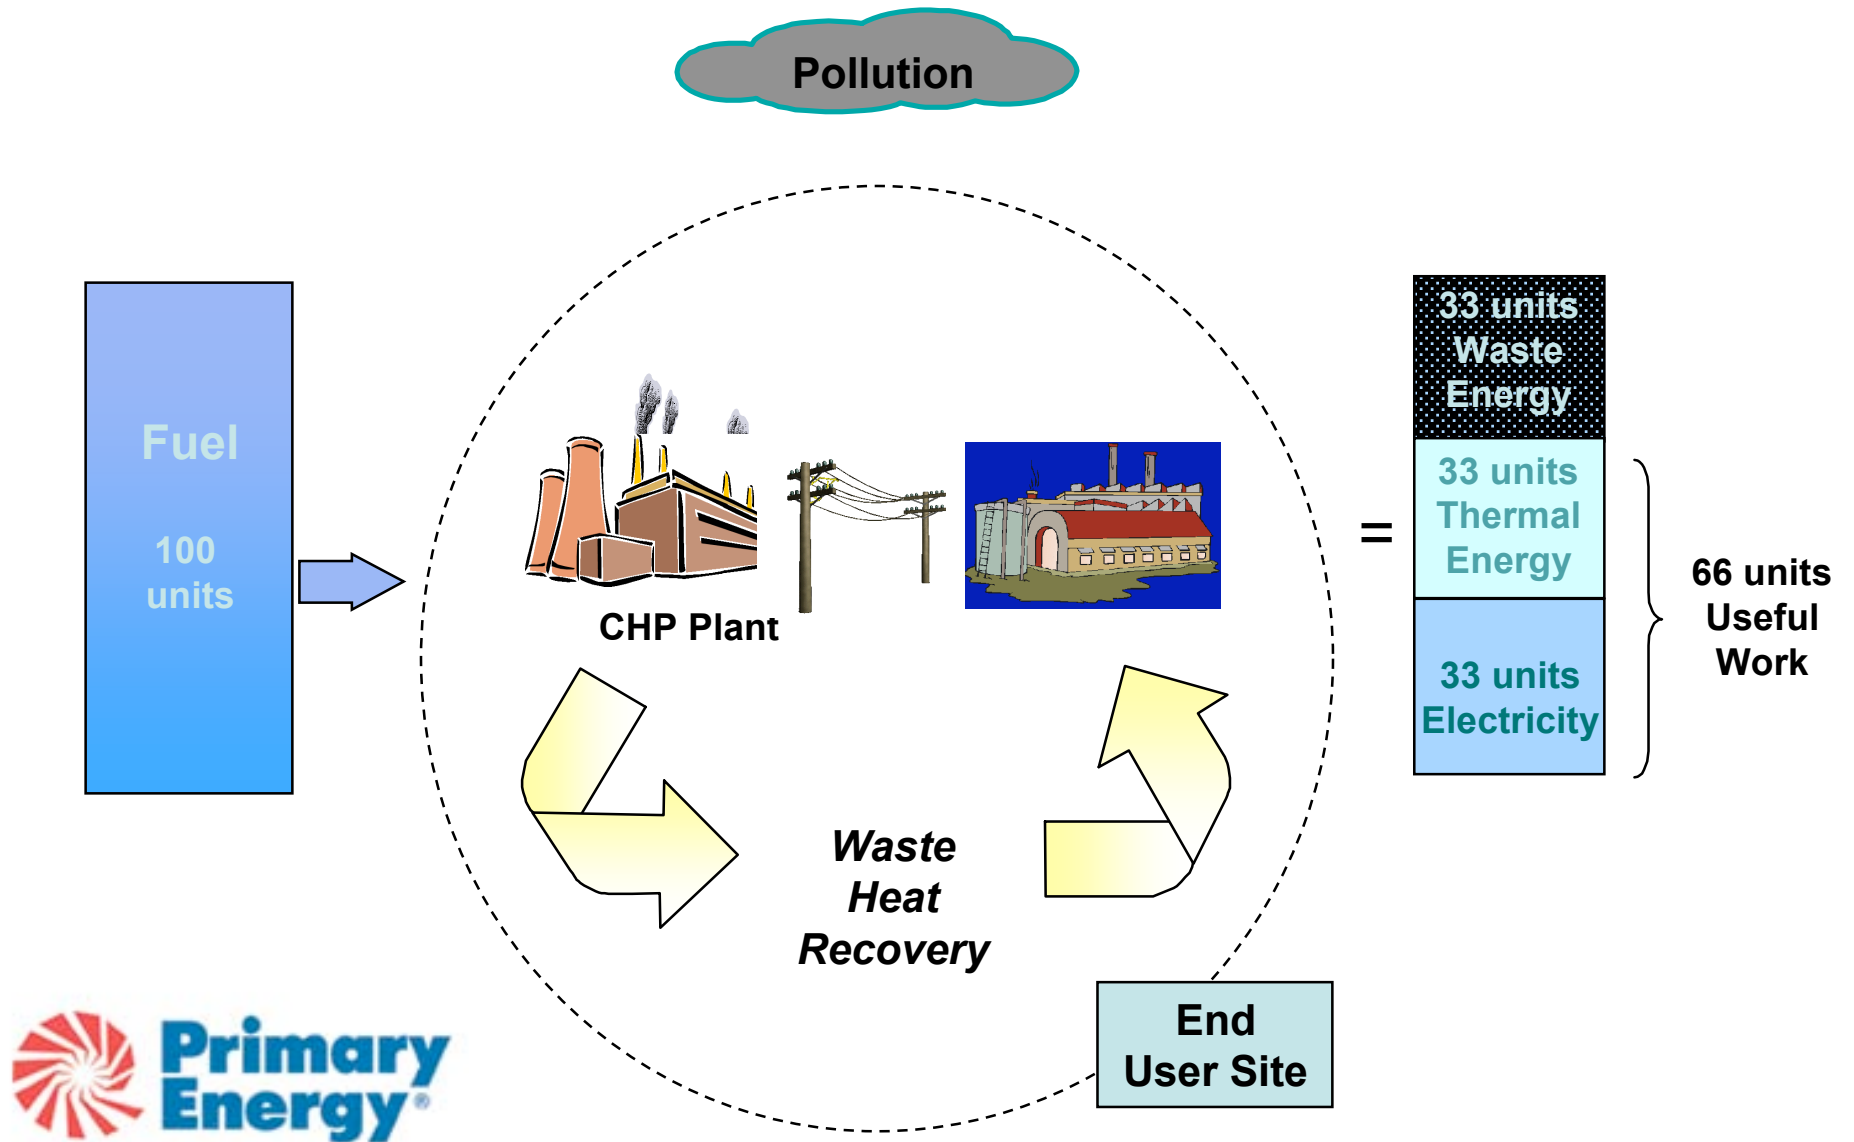 Pollution
Fuel
100
units
CHP Plant
Waste
Heat
Recovery
End
User Site
=
33 units
Waste
Energy
33 units
Thermal
Energy
33 units
Electricity
66 units
Useful
Work
Primary
Energy®